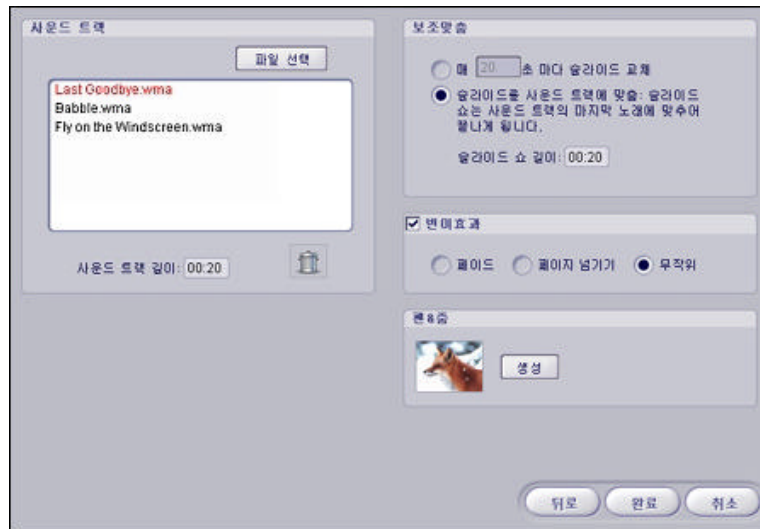 사운드 트랙
파일 선택
Last Goodbye.wma
Babble.wma
Fly on the Windscreen.wma
사운드 트랙 길이: 00:20
보조맞춤
매 20 초 마다 슬라이드 교체
슬라이드를 사운드 트랙에 맞춤: 슬라이드
쇼는 사운드 트랙의 마지막 노래에 맞추어
끝나게 됩니다.
슬라이드 쇼 길이: 00:20
변이효과
페이드
페이지 넘기기
무작위
팬&줌
생성
뒤로
완료
취소